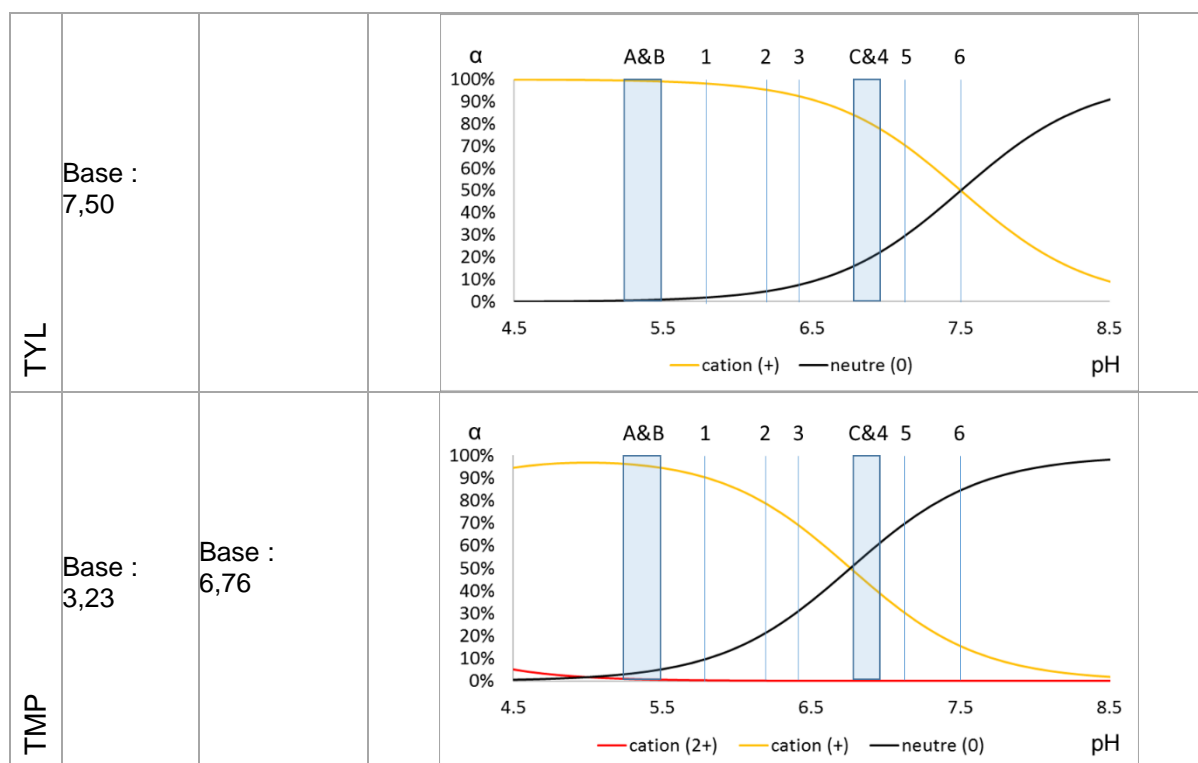 TYL
Base :
7,50
α
A&B 1 2 3 C&4 5 6
100%
90%
80%
70%
60%
50%
40%
30%
20%
10%
0%
4.5 5.5 6.5 7.5 8.5
cation (+) neutre (0) pH
TMP
Base :
3,23
Base :
6,76
α
A&B 1 2 3 C&4 5 6
100%
90%
80%
70%
60%
50%
40%
30%
20%
10%
0%
4.5 5.5 6.5 7.5 8.5
cation (2+) cation (+) neutre (0) pH